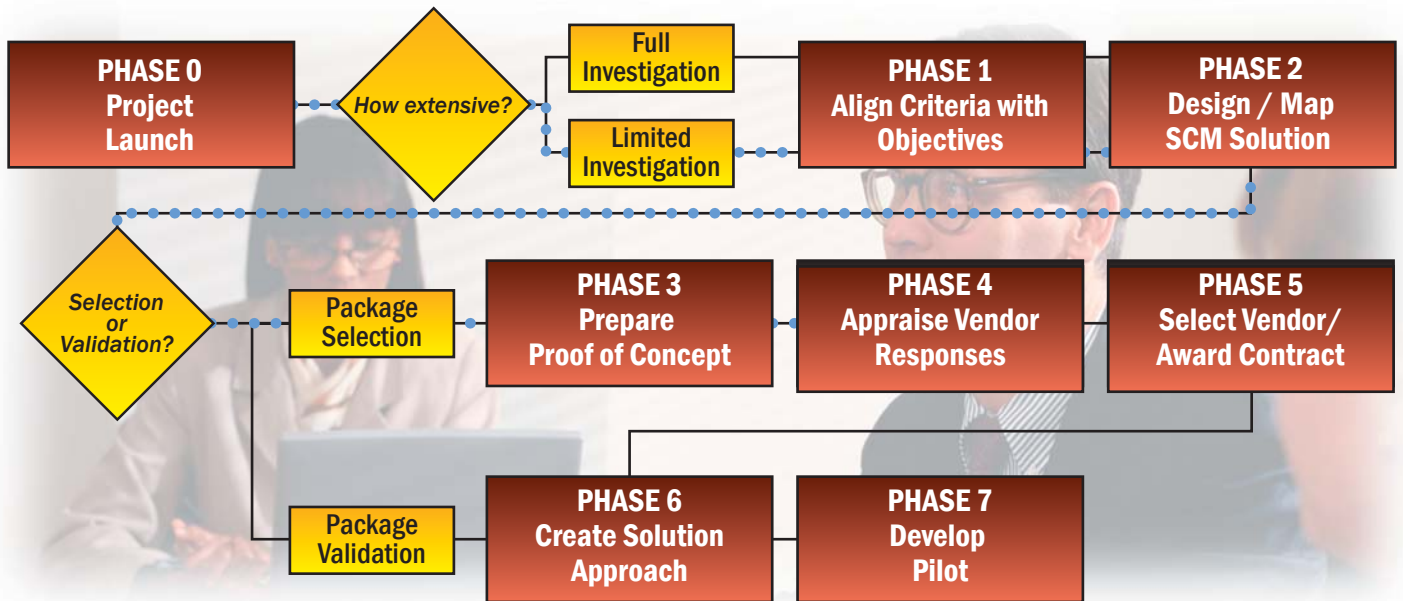 PHASE 0
Project
Launch
How extensive?
Full
Investigation
Limited
Investigation
PHASE 1
Align Criteria with
Objectives
PHASE 2
Design / Map
SCM Solution
Selection
or
Validation?
Package
Selection
PHASE 3
Prepare
Proof of Concept
PHASE 4
Appraise Vendor
Responses
PHASE 5
Select Vendor/
Award Contract
Package
Validation
PHASE 6
Create Solution
Approach
PHASE 7
Develop
Pilot